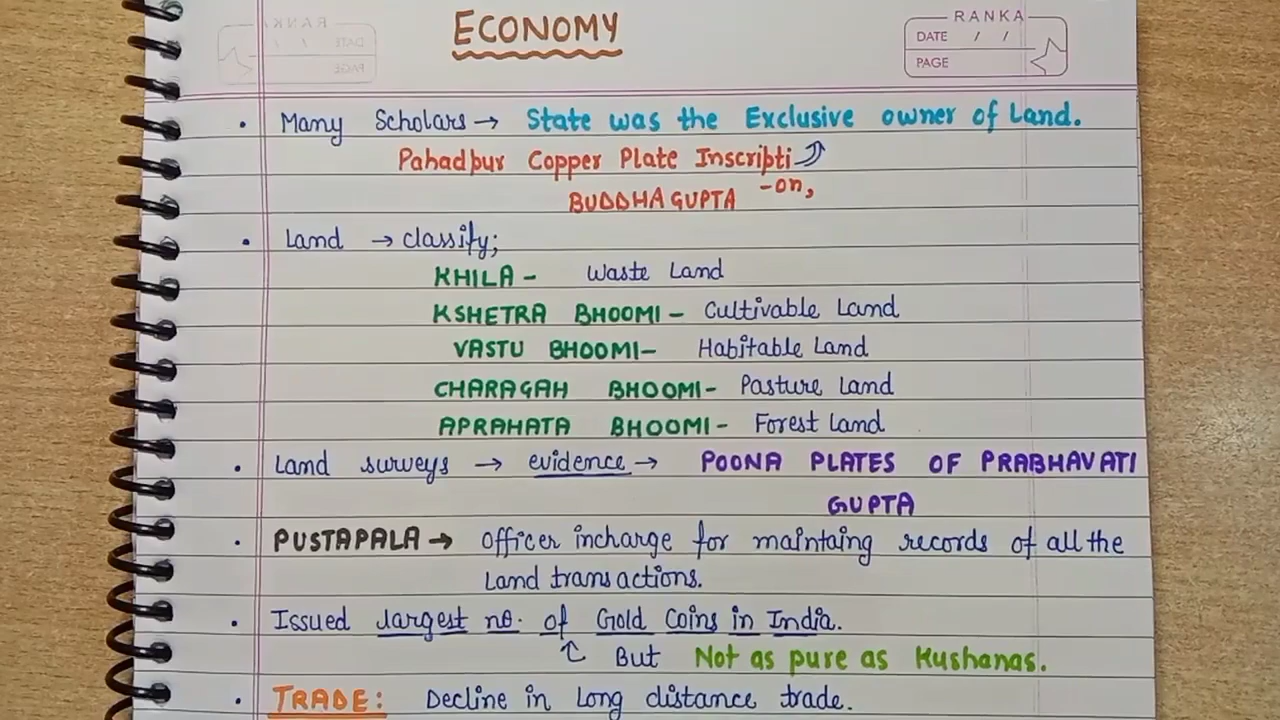 ECONOMY
RANKA
DATE / /
PAGE
• Many Scholars → State was the Exclusive owner of Land.
Pahadpur Copper Plate Inscripti
-on,
BUDDHAGUPTA
• Land → classify;
KHILA - Waste Land
KSHETRA BHOOMI - Cultivable Land
VASTU BHOOMI - Habitable Land
CHARAGAH BHOOMI - Pasture Land
APRAHATA BHOOMI - Forest Land
• Land surveys → evidence → POONA PLATES OF PRABHAVATI
GUPTA
• PUSTAPALA → Officer incharge for maintaing records of all the
Land transactions.
• Issued largest no. of Gold Coins in India.
But Not as pure as Kushanas.
• TRADE: Decline in Long distance trade.